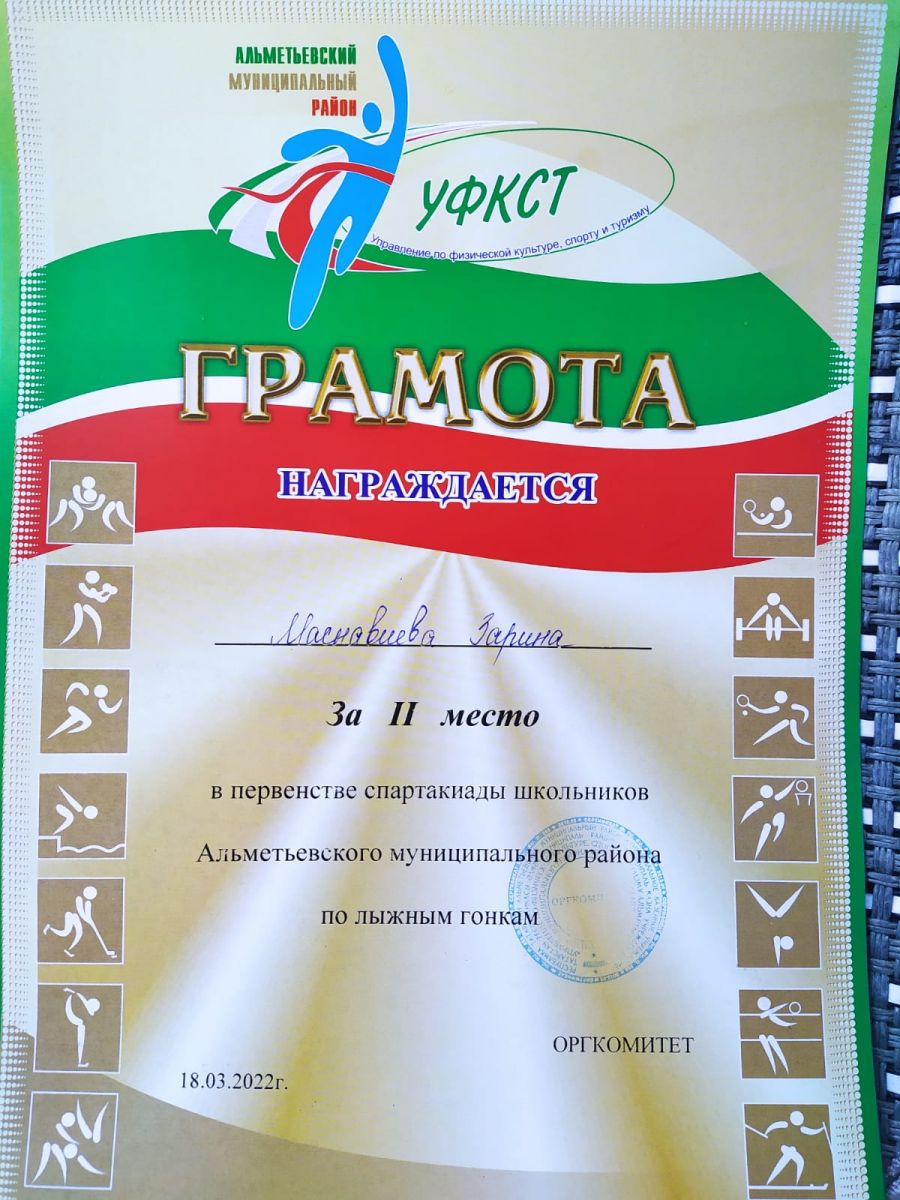 АЛЬМЕТЬЕВСКИЙ
МУНИЦИПАЛЬНЫЙ
РАЙОН
УФКСТ
Управление по физической культуре, спорту и туризму
ГРАМОТА
НАГРАЖДАЕТСЯ
Маснавиева Зарина
За II место
в первенстве спартакиады школьников
Альметьевского муниципального района
по лыжным гонкам
ОРГКОМИТЕТ
18.03.2022г.